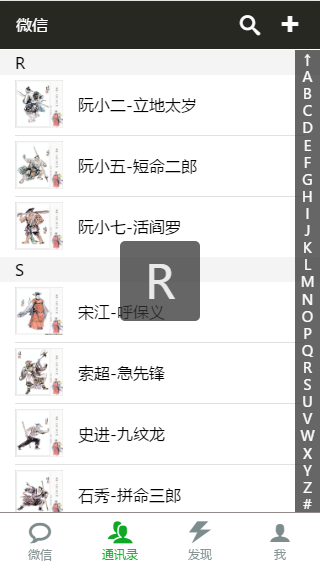 微信
R
阮小二-立地太岁
阮小五-短命二郎
阮小七-活阎罗
R
S
宋江-呼保义
索超-急先锋
史进-九纹龙
石秀-拼命三郎
↑
A
B
C
D
E
F
G
H
I
J
K
L
M
N
O
P
Q
R
S
T
U
V
W
X
Y
Z
#
微信
通讯录
发现
我